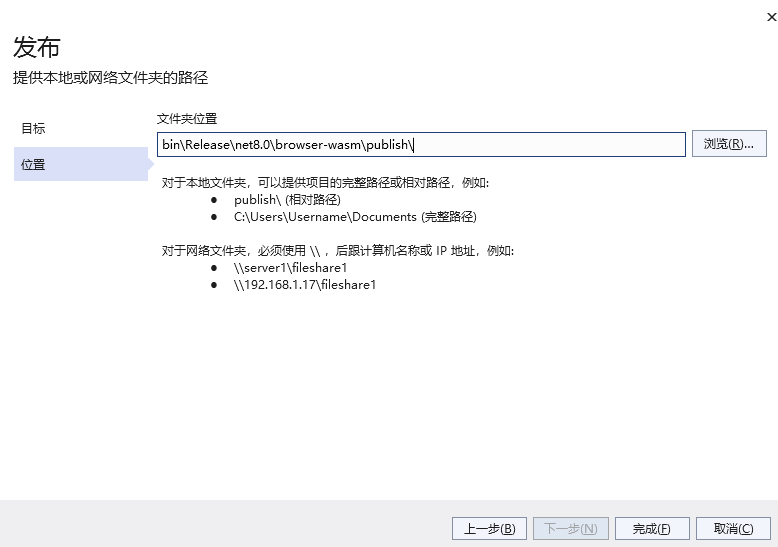 发布
提供本地或网络文件夹的路径
目标
位置
文件夹位置
bin\Release\net8.0\browser-wasm\publish\
浏览(R)...
对于本地文件夹，可以提供项目的完整路径或相对路径，例如:
● publish\ (相对路径)
● C:\Users\Username\Documents (完整路径)
对于网络文件夹，必须使用 \\ ，后跟计算机名称或 IP 地址，例如:
● \\server1\fileshare1
● \\192.168.1.17\fileshare1
上一步(B) 下一步(N) 完成(F) 取消(C)